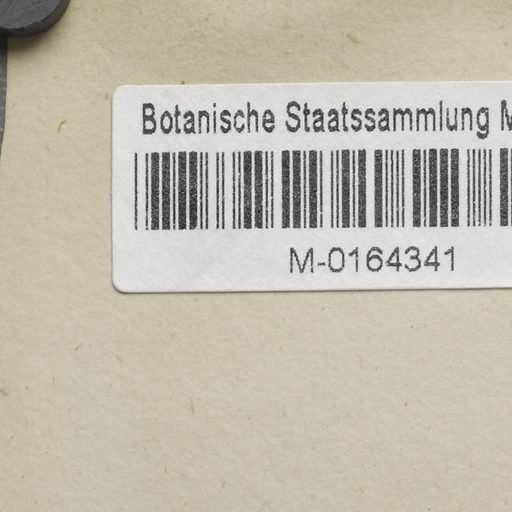 Botanische Staatssammlung
M-0164341